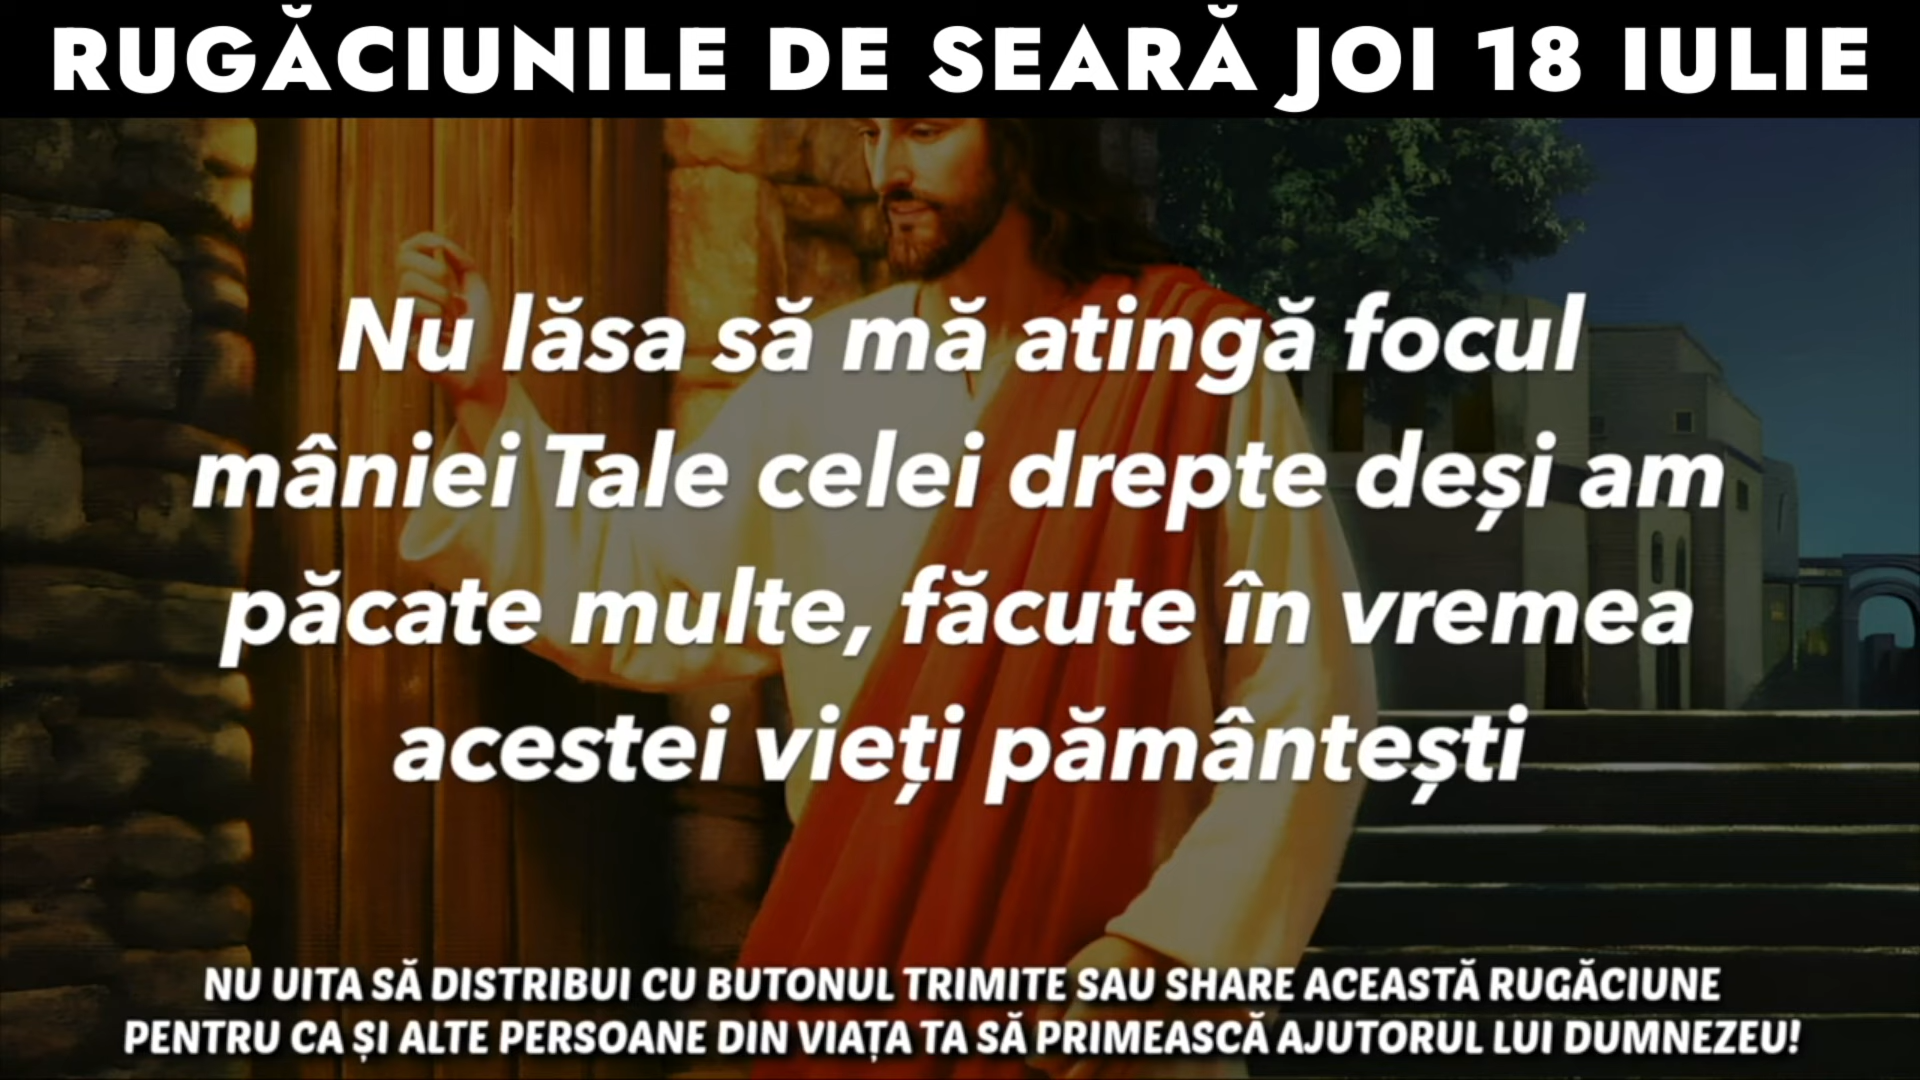 RUGĂCIUNILE DE SEARĂ JOI 18 IULIE
Nu lăsa să mă atingă focul
mâniei Tale celei drepte deși am
păcate multe, făcute în vremea
acestei vieți pământești
NU UITA SĂ DISTRIBUI CU BUTONUL TRIMITE SAU SHARE ACEASTĂ RUGĂCIUNE
PENTRU CA ȘI ALTE PERSOANE DIN VIAȚA TA SĂ PRIMEASCĂ AJUTORUL LUI DUMNEZEU!